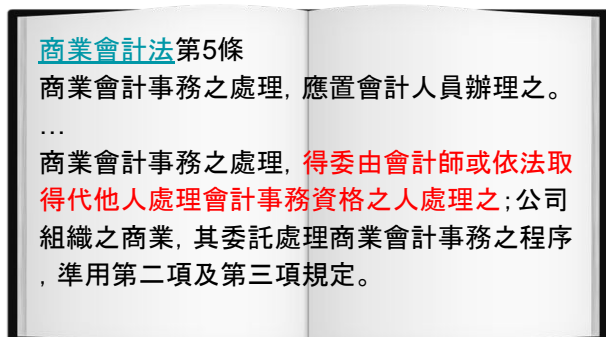 商業會計法第5條
商業會計事務之處理, 應置會計人員辦理之。
…
商業會計事務之處理, 得委由會計師或依法取
得代他人處理會計事務資格之人處理之;公司
組織之商業, 其委託處理商業會計事務之程序
, 準用第二項及第三項規定。